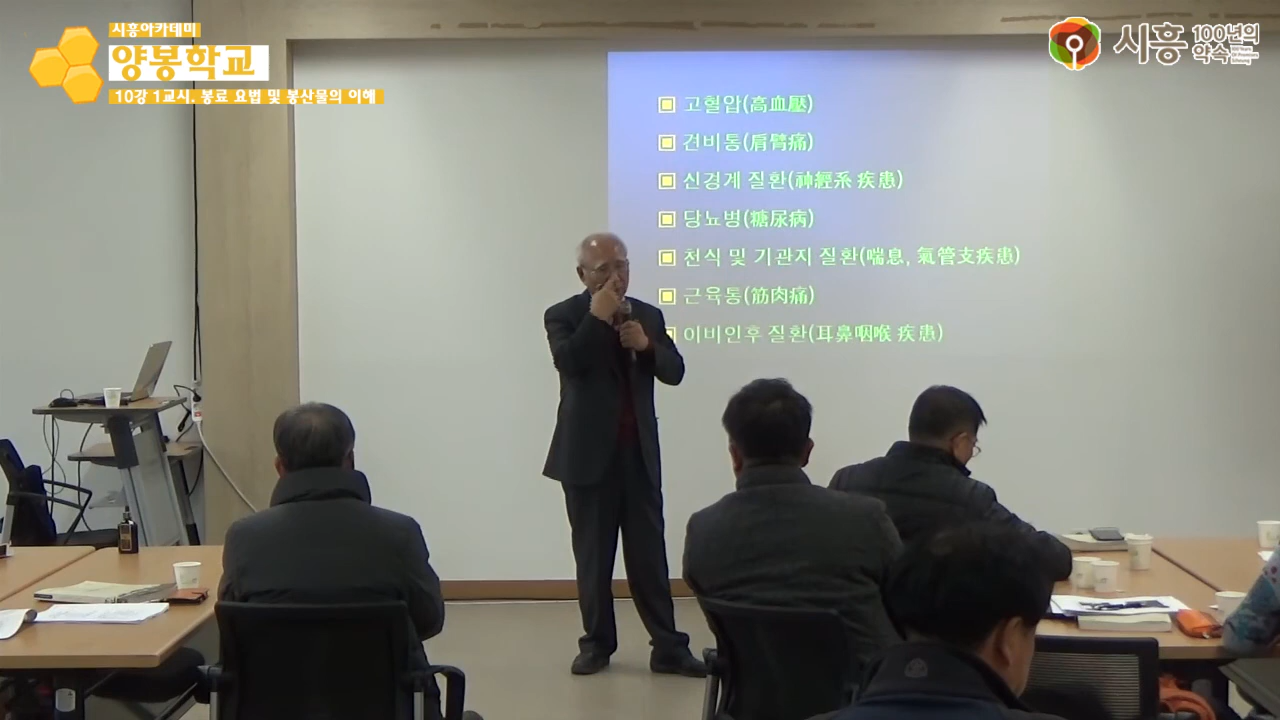 시흥아카데미
양봉학교
10강 1교시. 봉료 요법 및 봉산물의 이해
시흥 100년의 약속
고혈압(高血壓)
견비통(肩臂痛)
신경계 질환(神經系 疾患)
당뇨병(糖尿病)
천식 및 기관지 질환(喘息, 氣管支疾患)
근육통(筋肉痛)
이비인후 질환(耳鼻咽喉 疾患)